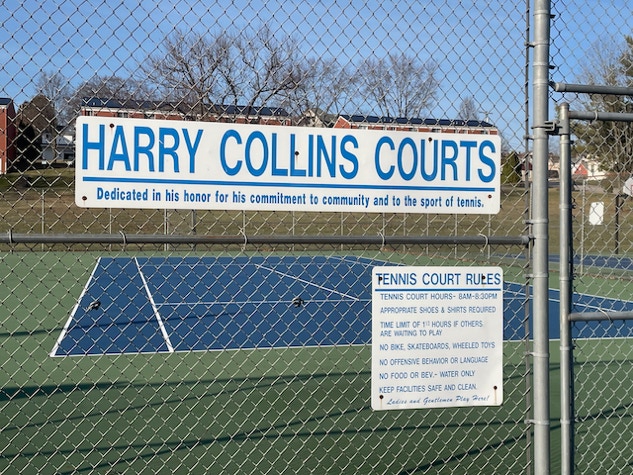 HARRY COLLINS COURTS
Dedicated in his honor for his commitment to community and to the sport of tennis.
TENNIS COURT RULES
TENNIS COURT HOURS- 8AM-8:30PM
APPROPRIATE SHOES & SHIRTS REQUIRED
TIME LIMIT OF 1 1/2 HOURS IF OTHERS
ARE WAITING TO PLAY
NO BIKE, SKATEBOARDS, WHEELED TOYS
NO OFFENSIVE BEHAVIOR OR LANGUAGE
NO FOOD OR BEV.- WATER ONLY
KEEP FACILITIES SAFE AND CLEAN.
Ladies and Gentlemen Play Here!